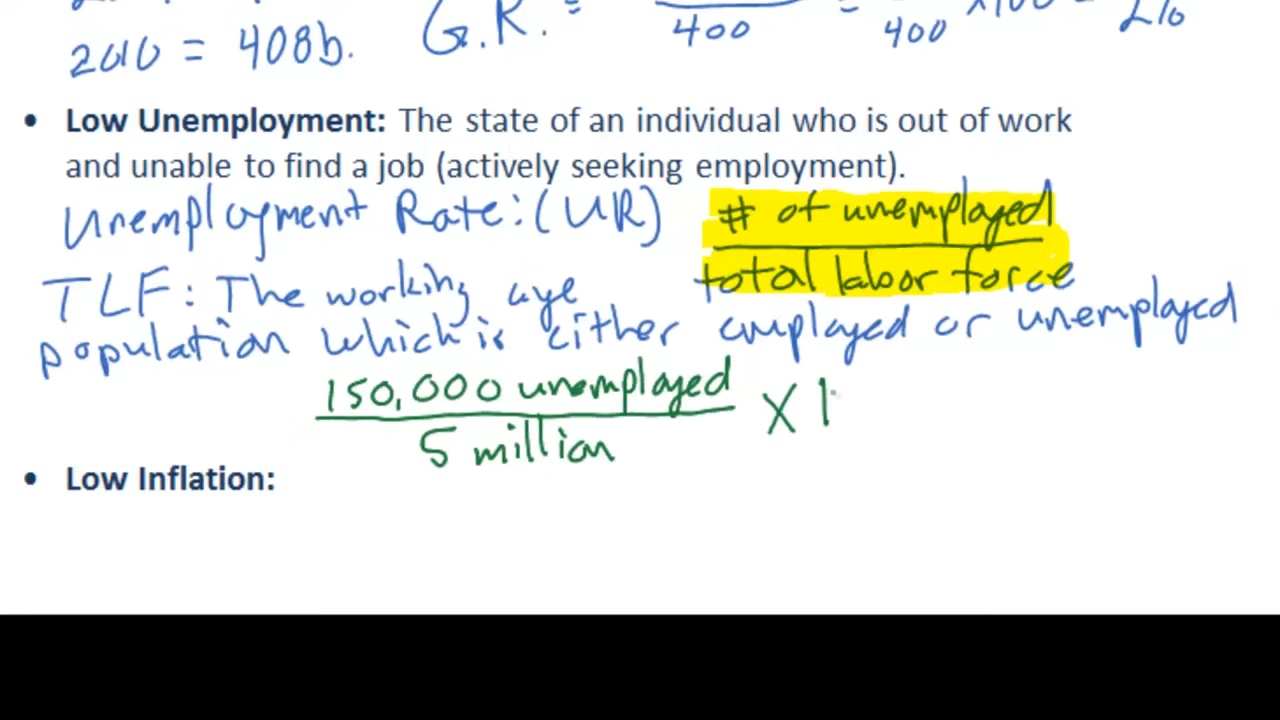 400 = 400 x100 = 2%
2010 = 408b. G.R. =
• Low Unemployment: The state of an individual who is out of work
and unable to find a job (actively seeking employment).
Unemployment Rate: (UR) # of unemployed
total labor force
TLF: The working age
population which is either employed or unemployed
150,000 unemployed
5 million
X 1
• Low Inflation: